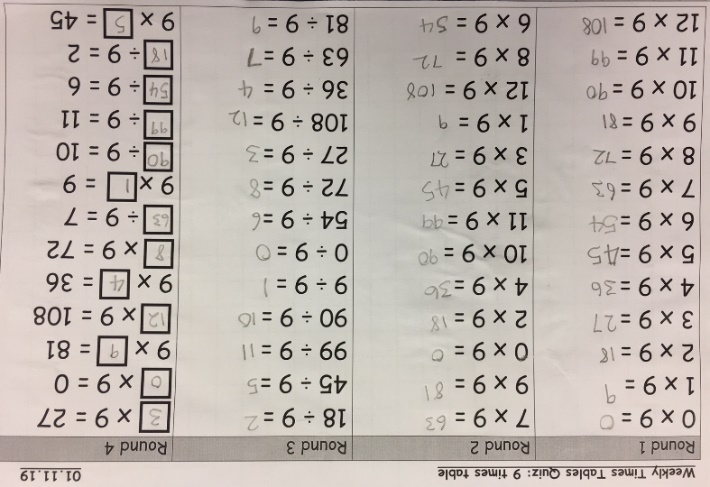 Weekly Times Tables Quiz: 9 times table 01.11.19
Round 1 Round 2 Round 3 Round 4
0 × 9 = 0 7 × 9 = 63 18 ÷ 9 = 2 3 × 9 = 27
1 × 9 = 9 9 × 9 = 81 45 ÷ 9 = 5 0 × 9 = 0
2 × 9 = 18 0 × 9 = 0 99 ÷ 9 = 11 9 × 9 = 81
3 × 9 = 27 2 × 9 = 18 90 ÷ 9 = 10 12 × 9 = 108
4 × 9 = 36 4 × 9 = 36 9 ÷ 9 = 1 9 × 4 = 36
5 × 9 = 45 10 × 9 = 90 0 ÷ 9 = 0 8 × 9 = 72
6 × 9 = 54 11 × 9 = 99 54 ÷ 9 = 6 63 ÷ 9 = 7
7 × 9 = 63 5 × 9 = 45 72 ÷ 9 = 8 9 × 1 = 9
8 × 9 = 72 3 × 9 = 27 27 ÷ 9 = 3 90 ÷ 9 = 10
9 × 9 = 81 1 × 9 = 9 108 ÷ 9 = 12 99 ÷ 9 = 11
10 × 9 = 90 12 × 9 = 108 36 ÷ 9 = 4 54 ÷ 9 = 6
11 × 9 = 99 8 × 9 = 72 63 ÷ 9 = 7 18 ÷ 9 = 2
12 × 9 = 108 6 × 9 = 54 81 ÷ 9 = 9 9 × 5 = 45